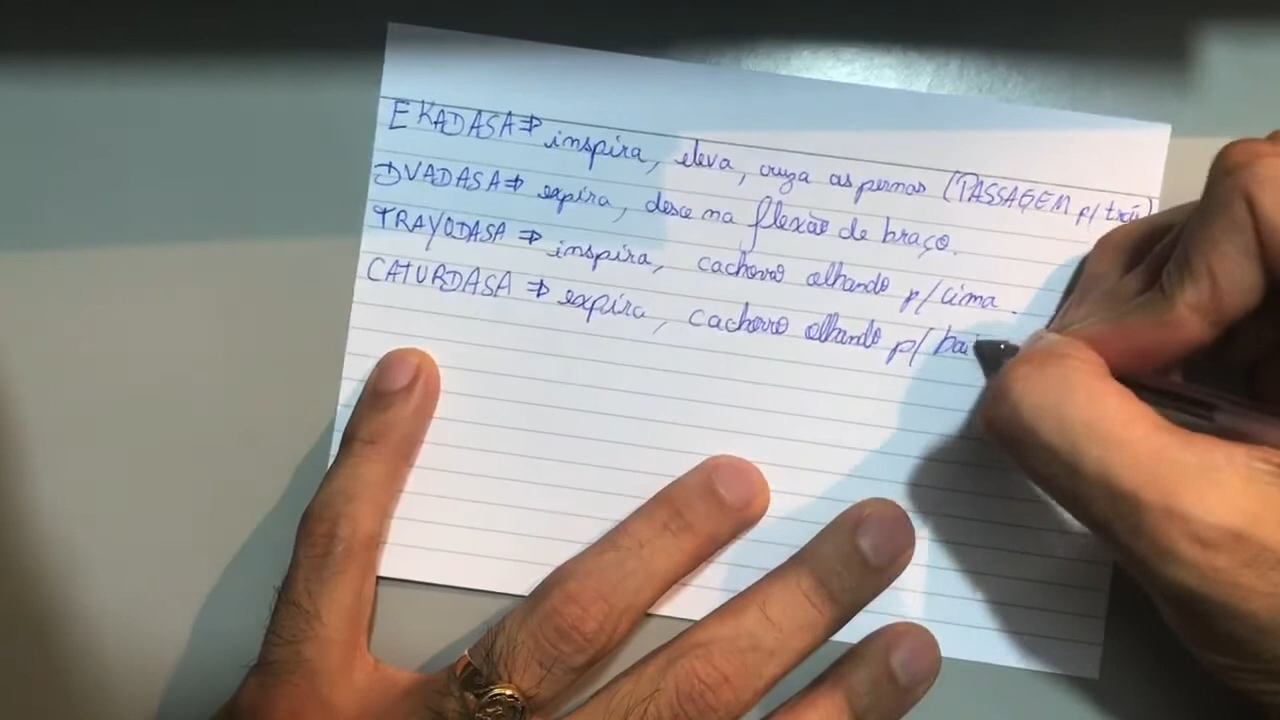 EKADASA ⇒ inspira, eleva, cruza as pernas (PASSAGEM p/ trás)
DVADASA ⇒ expira, desce na flexão de braço.
TRAYODASA ⇒ inspira, cachorro olhando p/ cima.
CATURDASA ⇒ expira, cachorro olhando p/ bai